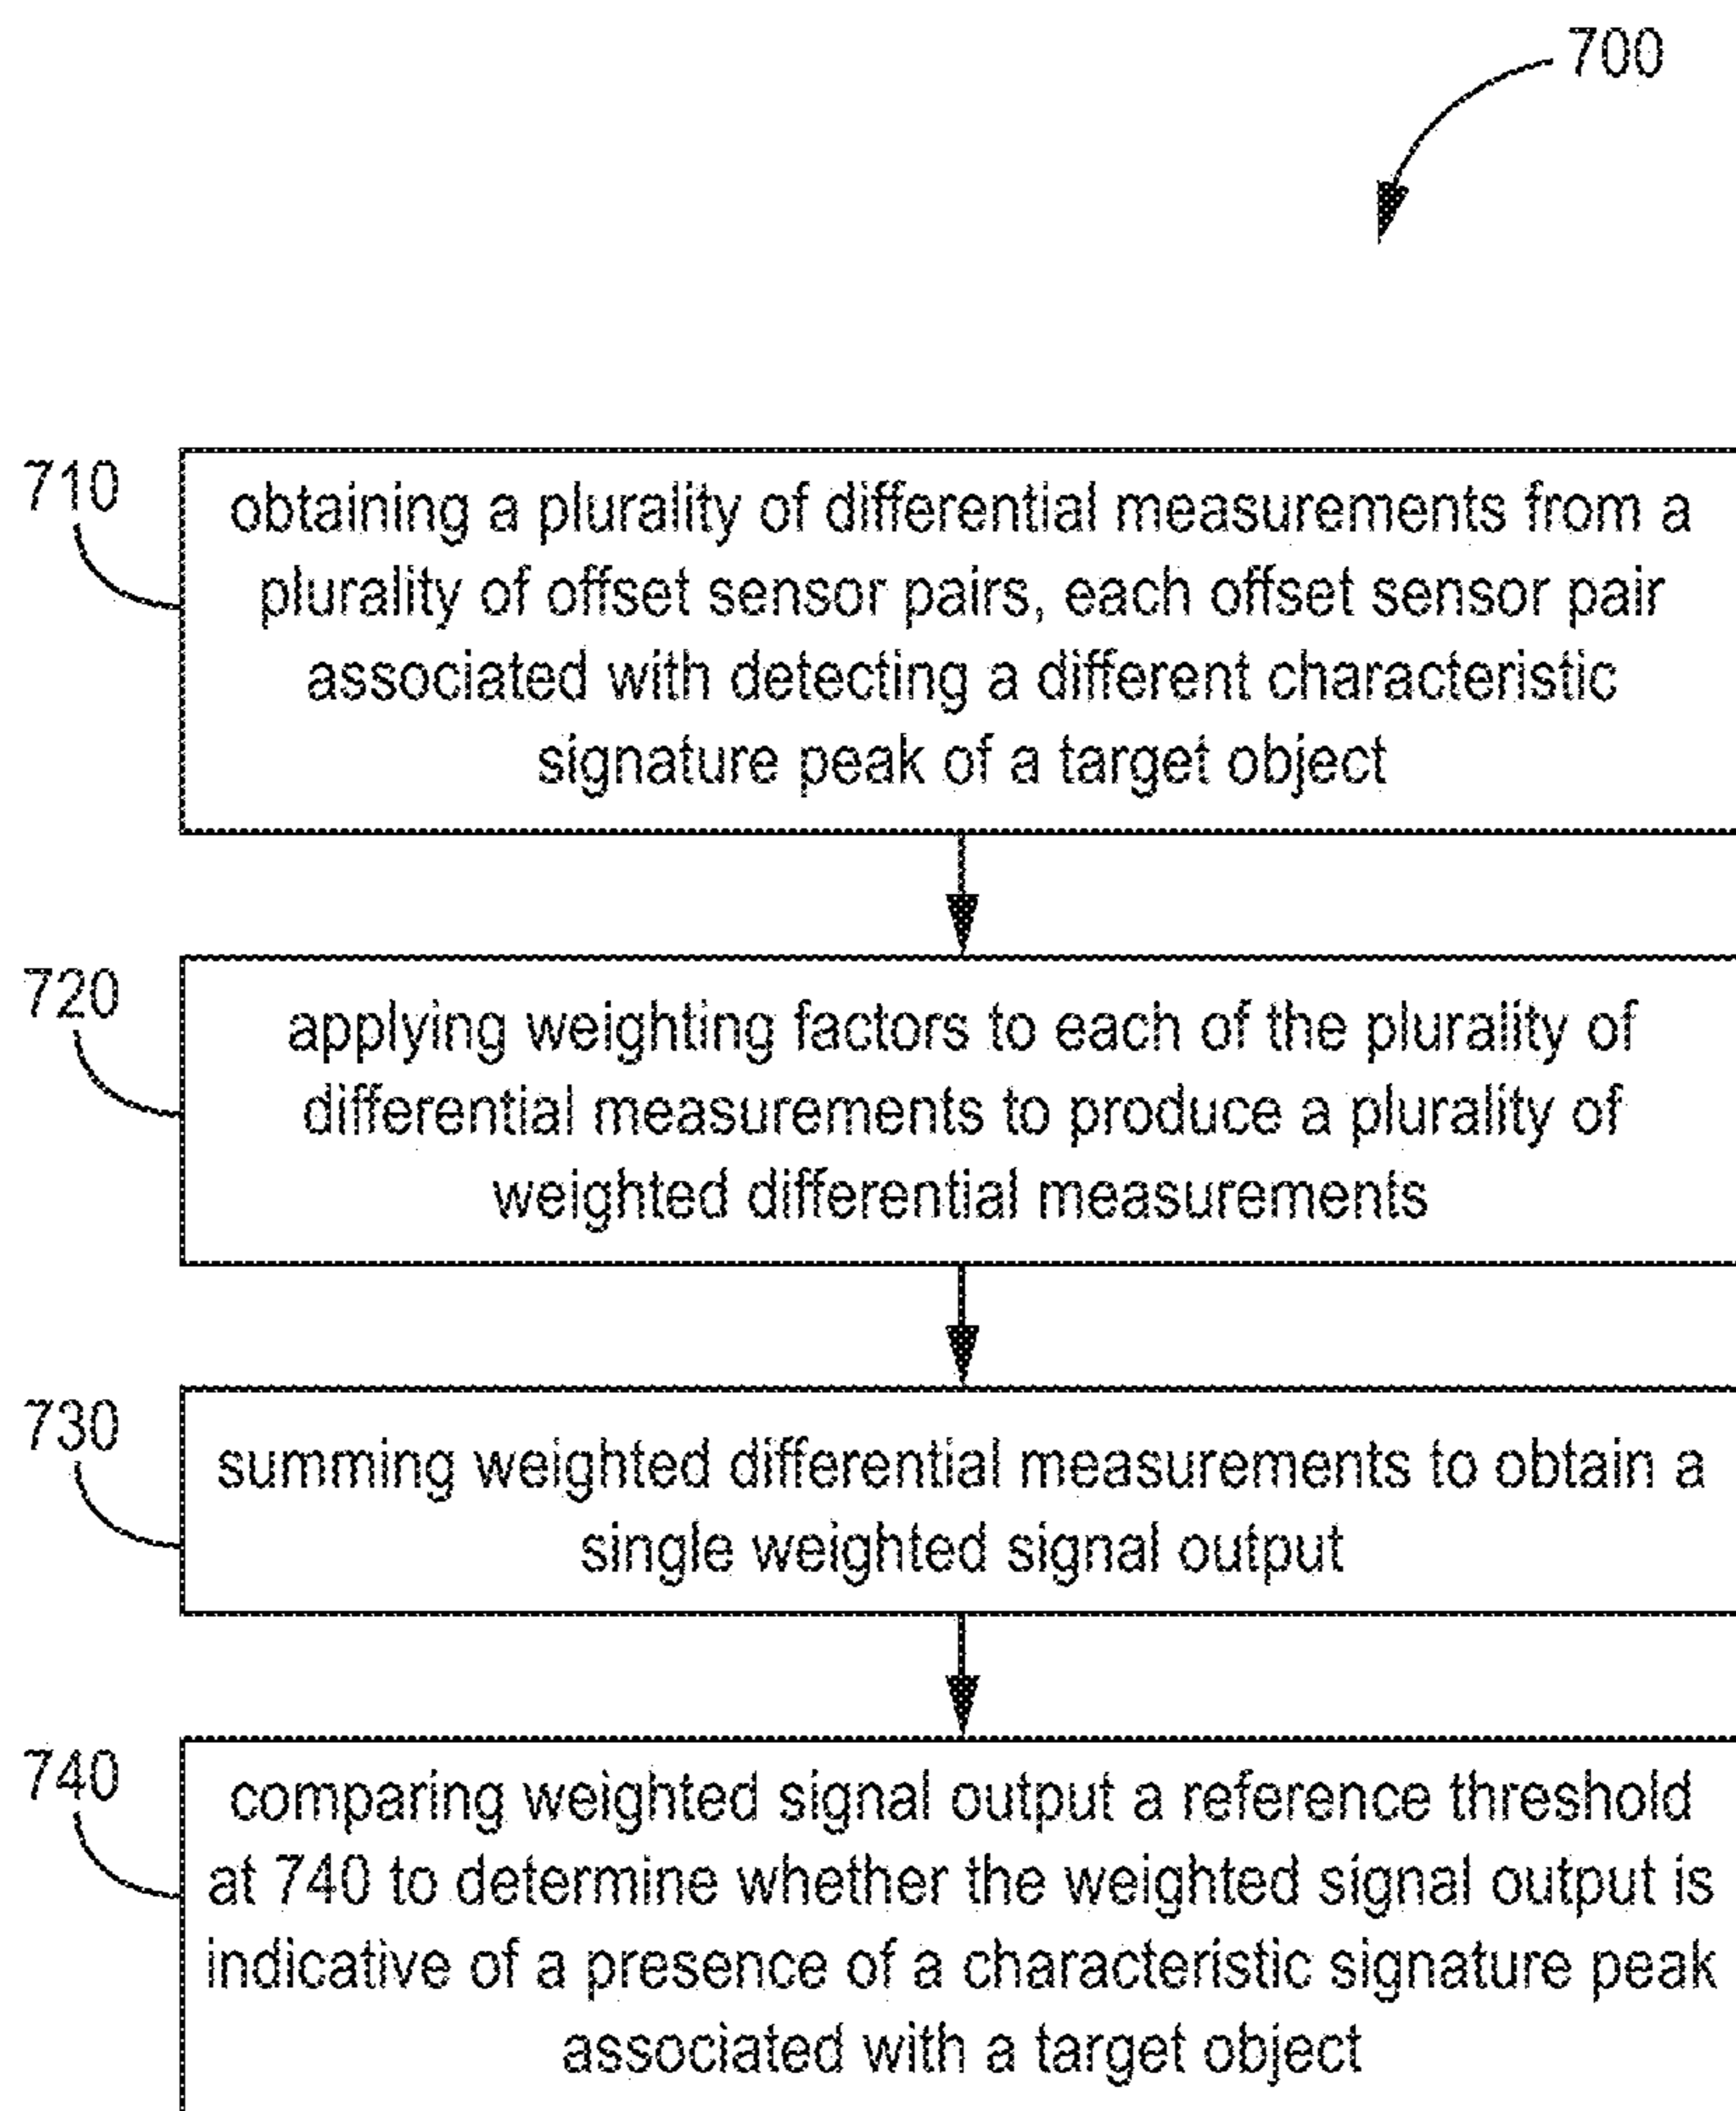 700
710
obtaining a plurality of differential measurements from a
plurality of offset sensor pairs, each offset sensor pair
associated with detecting a different characteristic
signature peak of a target object
720
applying weighting factors to each of the plurality of
differential measurements to produce a plurality of
weighted differential measurements
730
summing weighted differential measurements to obtain a
single weighted signal output
740
comparing weighted signal output a reference threshold
at 740 to determine whether the weighted signal output is
indicative of a presence of a characteristic signature peak
associated with a target object